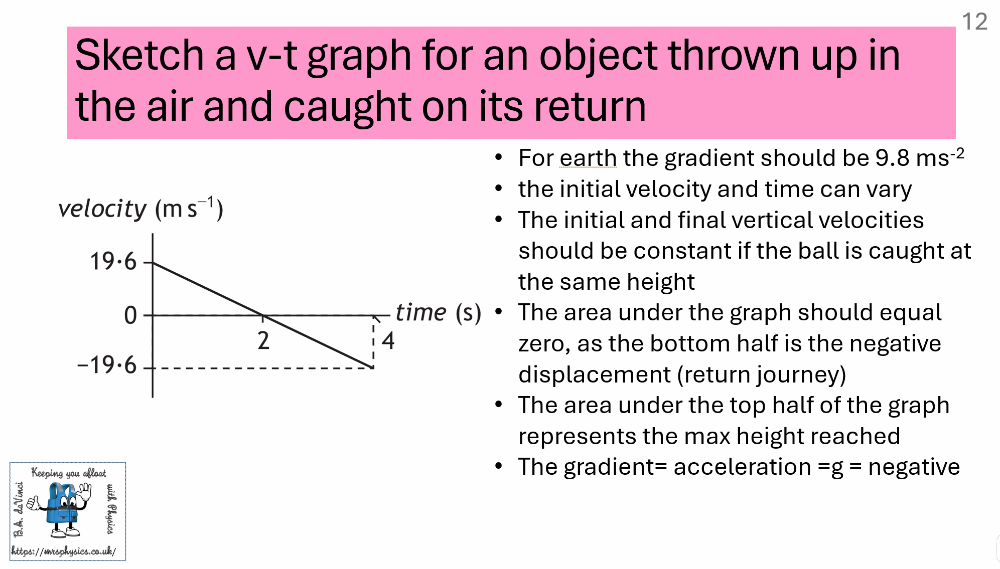 12
Sketch a v-t graph for an object thrown up in
the air and caught on its return
velocity (m s⁻¹)
19·6
0
−19·6
2
4
time (s)
• For earth the gradient should be 9.8 ms⁻²
• the initial velocity and time can vary
• The initial and final vertical velocities
should be constant if the ball is caught at
the same height
• The area under the graph should equal
zero, as the bottom half is the negative
displacement (return journey)
• The area under the top half of the graph
represents the max height reached
• The gradient= acceleration =g = negative
Keeping you afloat
with Physics
B.A. daVinci
https://mrsphysics.co.uk/